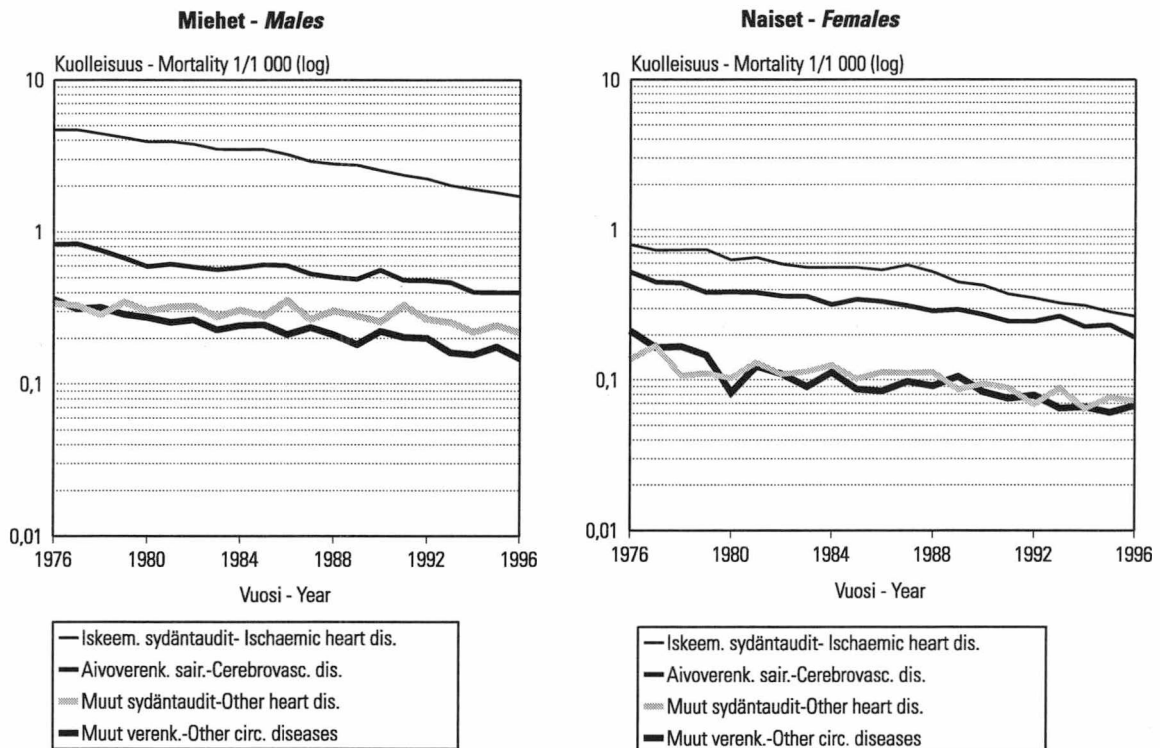 Miehet - Males
Kuolleisuus - Mortality 1/1 000 (log)
10
1
0,1
0,01
1976 1980 1984 1988 1992 1996
Vuosi - Year
Iskeem. sydäntaudit- Ischaemic heart dis.
Aivoverenk. sair.-Cerebrovasc. dis.
Muut sydäntaudit-Other heart dis.
Muut verenk.-Other circ. diseases
Naiset - Females
Kuolleisuus - Mortality 1/1 000 (log)
10
1
0,1
0,01
1976 1980 1984 1988 1992 1996
Vuosi - Year
Iskeem. sydäntaudit- Ischaemic heart dis.
Aivoverenk. sair.-Cerebrovasc. dis.
Muut sydäntaudit-Other heart dis.
Muut verenk.-Other circ. diseases